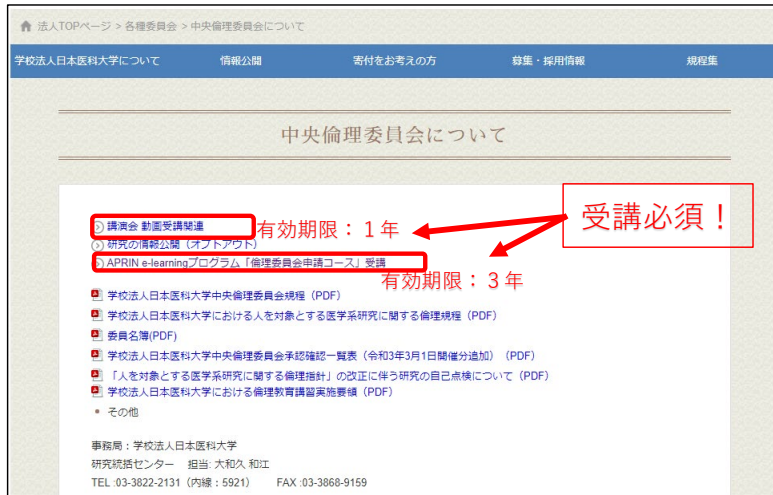 法人TOPページ > 各種委員会 > 中央倫理委員会について
学校法人日本医科大学について 情報公開 寄付をお考えの方 募集・採用情報 規程集
中央倫理委員会について
受講必須！
講演会 動画受講関連
有効期限：１年
研究の情報公開（オプトアウト）
APRIN e-learningプログラム「倫理委員会申請コース」受講
有効期限：３年
学校法人日本医科大学中央倫理委員会規程（PDF）
学校法人日本医科大学における人を対象とする医学系研究に関する倫理規程（PDF）
委員名簿(PDF)
学校法人日本医科大学中央倫理委員会承認確認一覧表（令和3年3月1日開催分追加）（PDF）
「人を対象とする医学系研究に関する倫理指針」の改正に伴う研究の自己点検について（PDF）
学校法人日本医科大学における倫理教育講習実施要領（PDF）
その他
事務局：学校法人日本医科大学
研究統括センター 担当: 大和久 和江
TEL :03-3822-2131（内線：5921） FAX :03-3868-9159